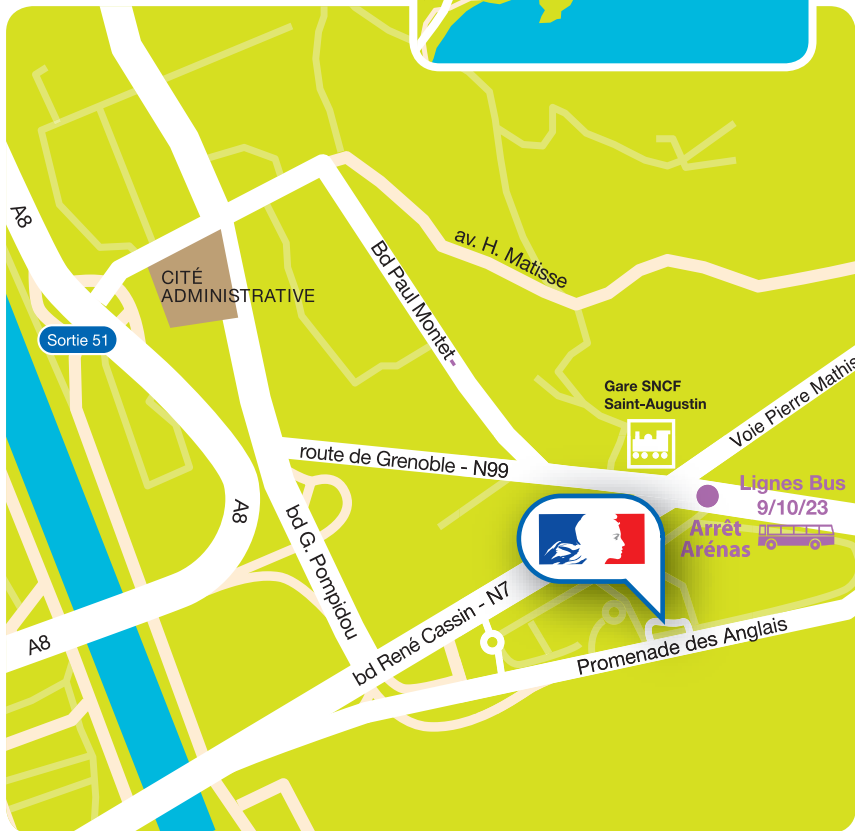 A8
CITÉ
ADMINISTRATIVE
Sortie 51
Bd Paul Montet
av. H. Matisse
Gare SNCF
Saint-Augustin
Voie Pierre Mathis
route de Grenoble - N99
Lignes Bus
9/10/23
Arrêt
Arénas
A8
bd G. Pompidou
bd René Cassin - N7
Promenade des Anglais
A8